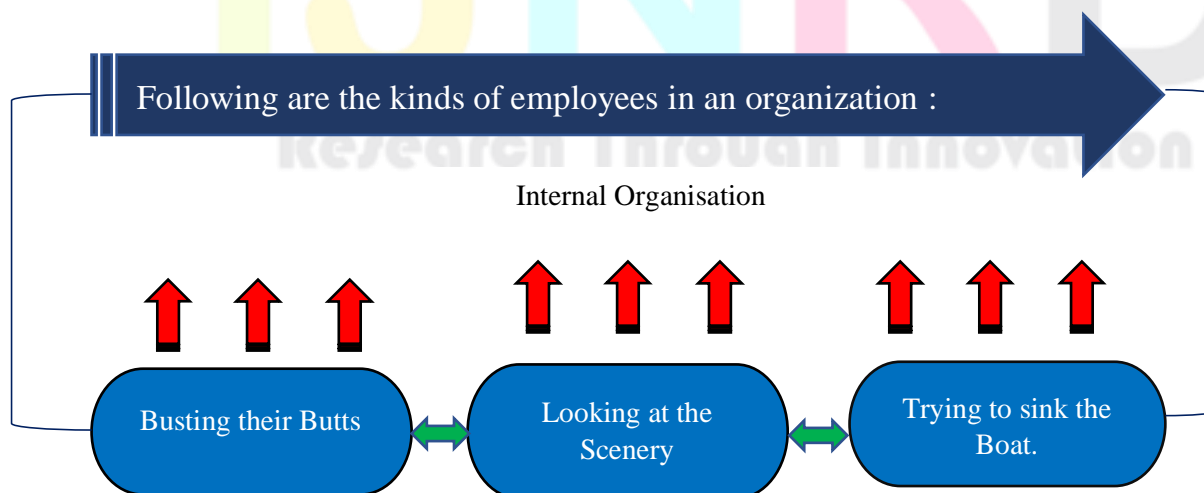 Following are the kinds of employees in an organization :
Research Through Innovation
Internal Organisation
Busting their Butts
Looking at the
Scenery
Trying to sink the
Boat.